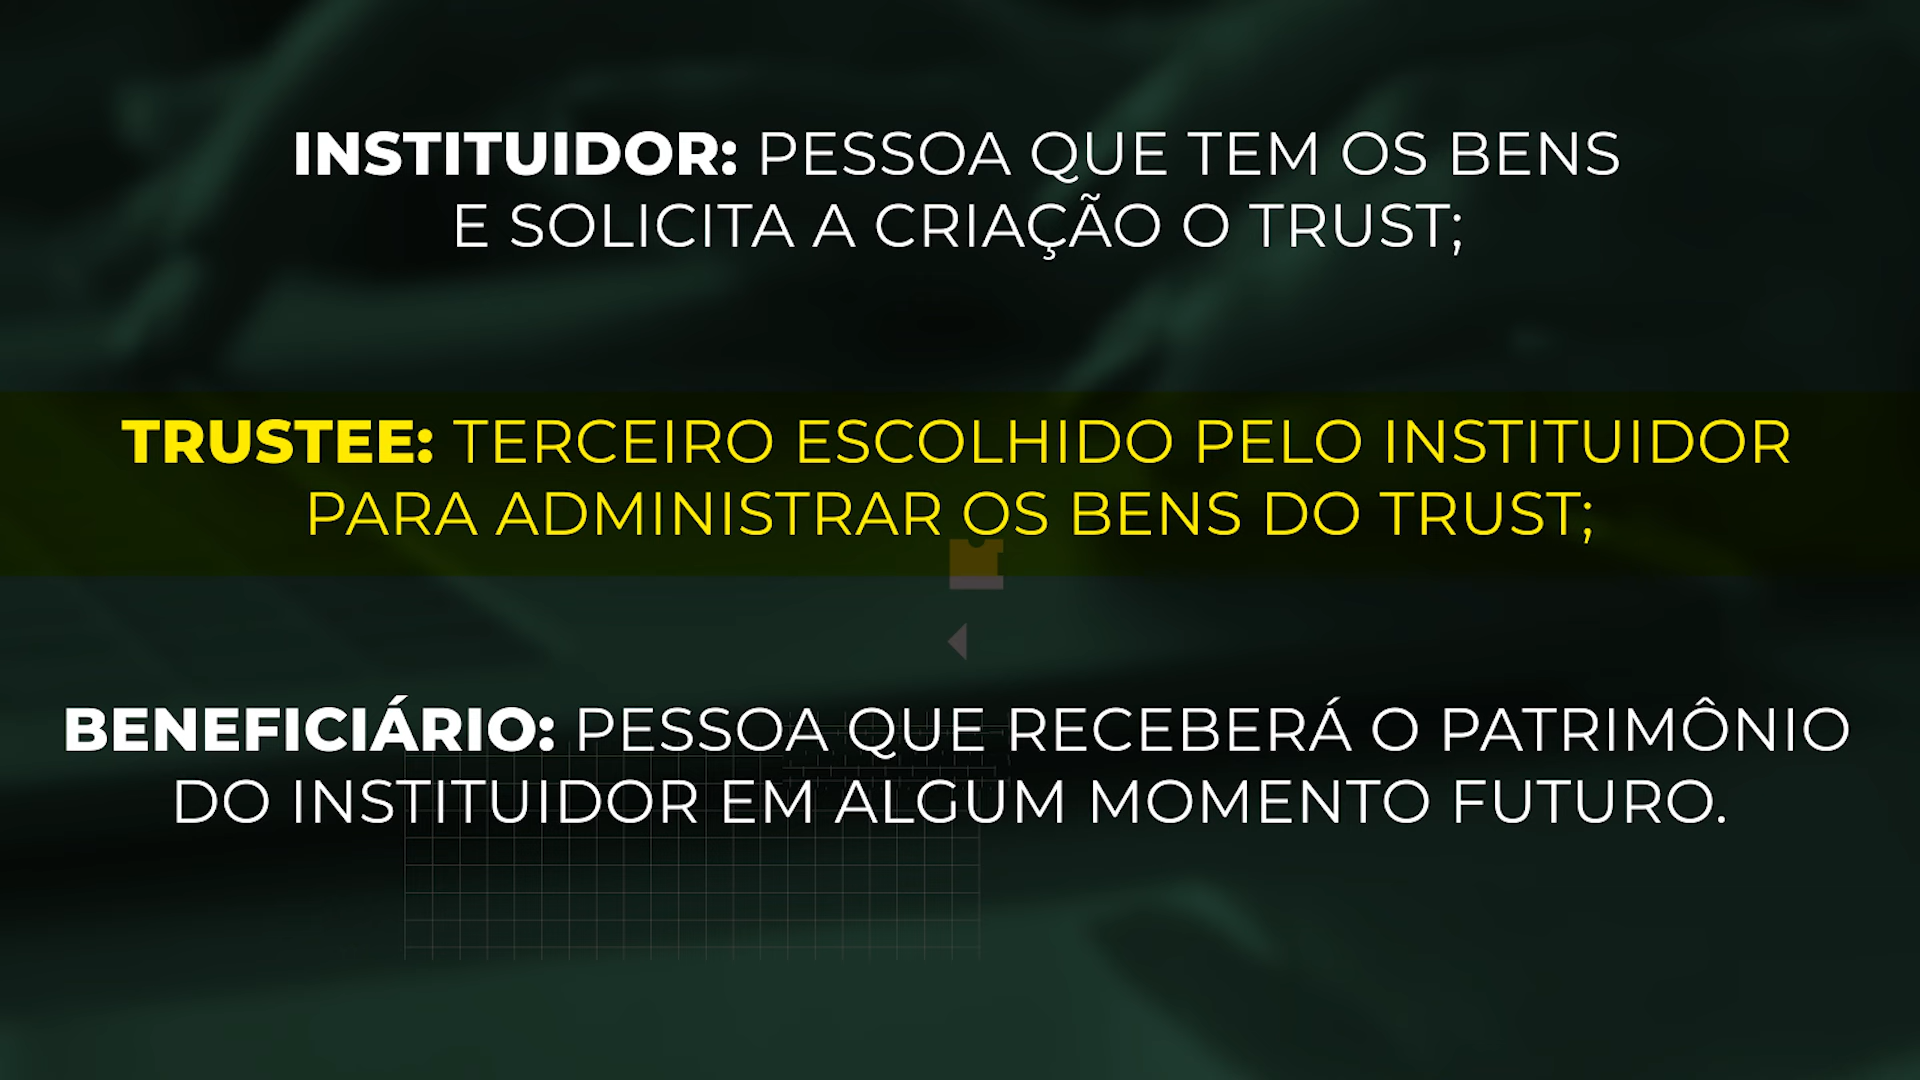 INSTITUIDOR: PESSOA QUE TEM OS BENS
E SOLICITA A CRIAÇÃO O TRUST;
TRUSTEE: TERCEIRO ESCOLHIDO PELO INSTITUIDOR
PARA ADMINISTRAR OS BENS DO TRUST;
BENEFICIÁRIO: PESSOA QUE RECEBERÁ O PATRIMÔNIO
DO INSTITUIDOR EM ALGUM MOMENTO FUTURO.